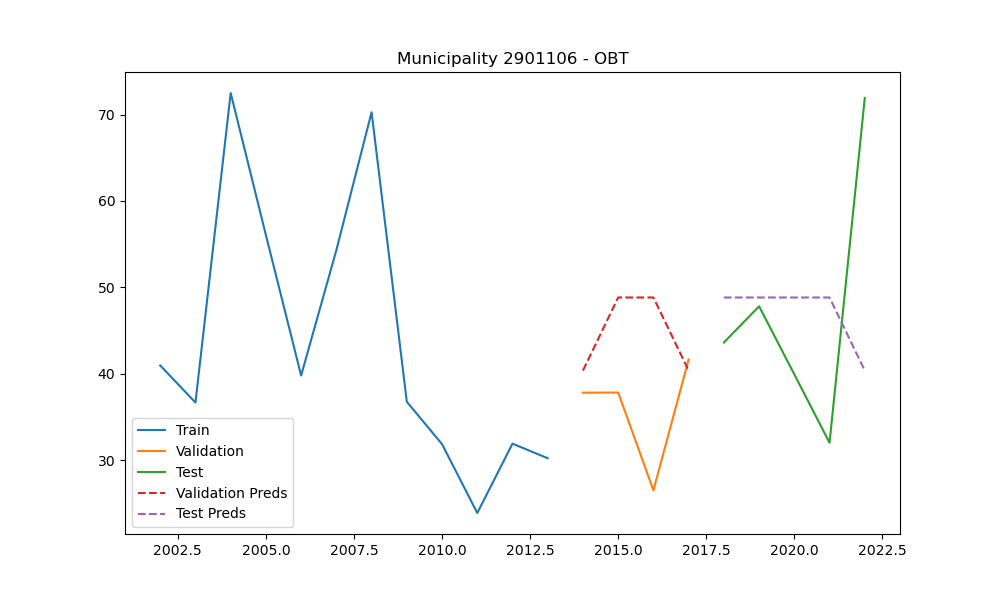 Municipality 2901106 - OBT
70
60
50
40
30
Train
Validation
Test
Validation Preds
Test Preds
2002.5 2005.0 2007.5 2010.0 2012.5 2015.0 2017.5 2020.0 2022.5